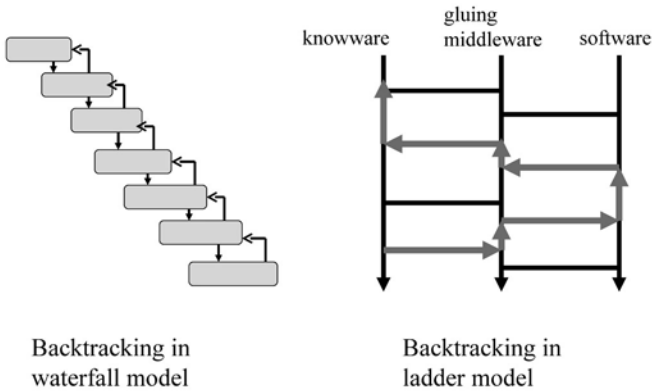 knowware
gluing
middleware
software
Backtracking in
waterfall model
Backtracking in
ladder model